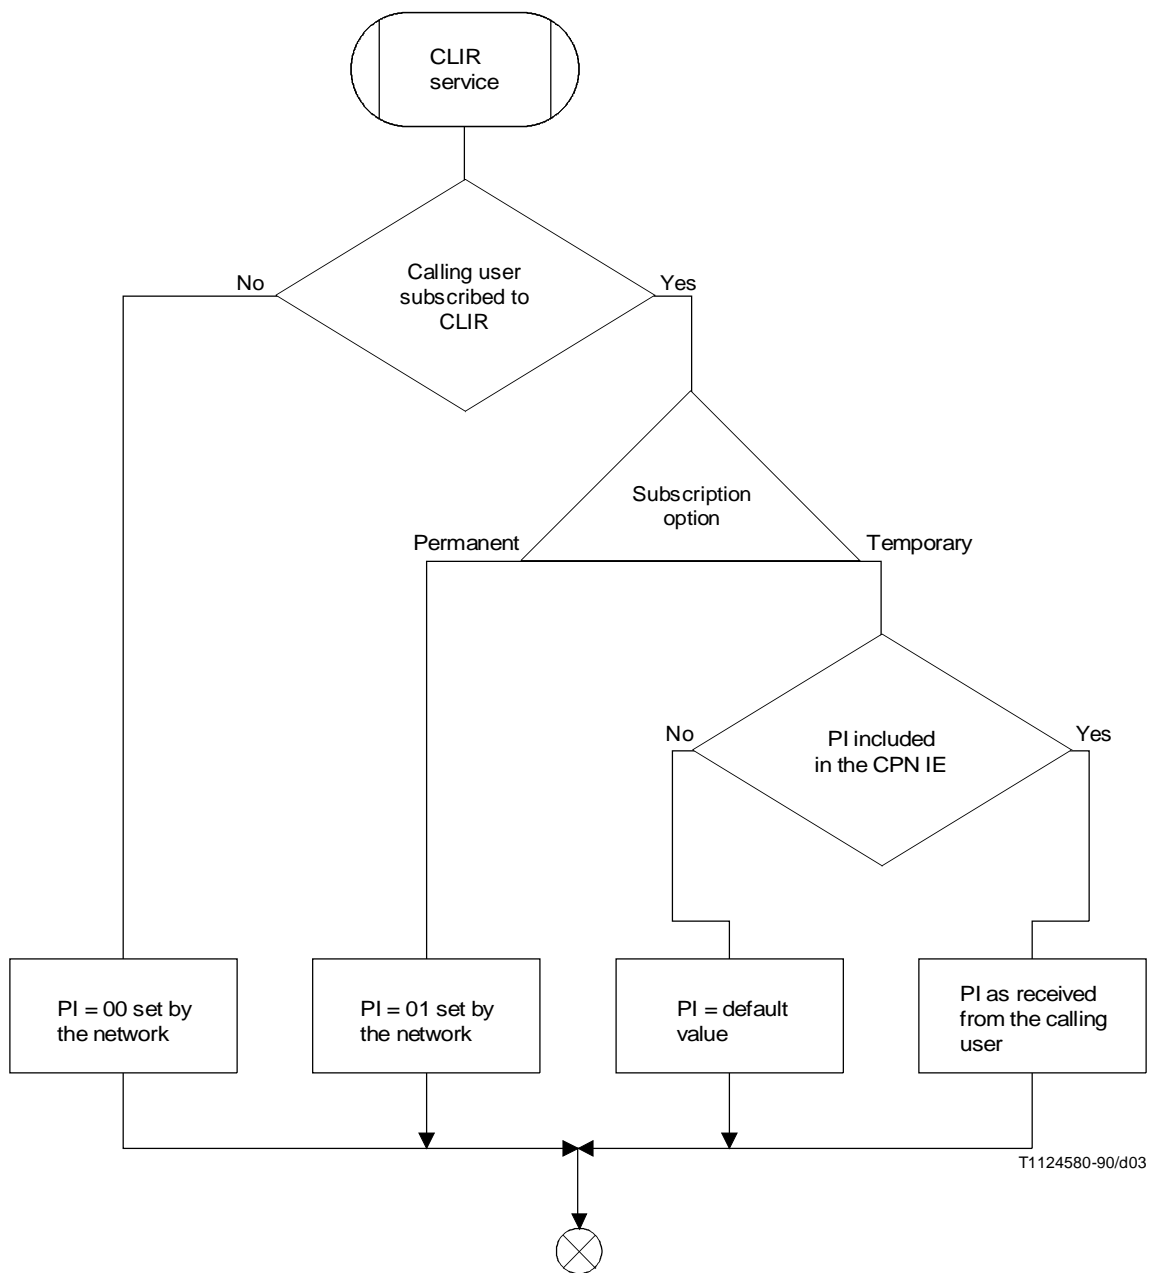 CLIR
service
No
Calling user
subscribed to
CLIR
Yes
Subscription
option
Permanent
Temporary
No
PI included
in the CPN IE
Yes
PI = 00 set by
the network
PI = 01 set by
the network
PI = default
value
PI as received
from the calling
user
T1124580-90/d03